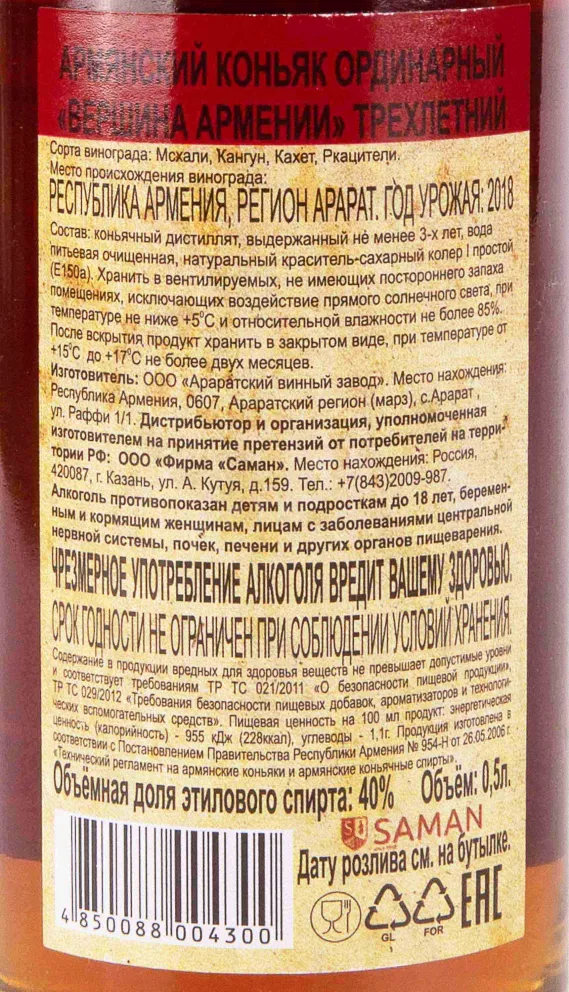 АРМЯНСКИЙ КОНЬЯК ОРДИНАРНЫЙ
«ВЕРШИНА АРМЕНИИ» ТРЕХЛЕТНИЙ
Сорта винограда: Мсхали, Кангун, Кахет, Ркацители.
Место происхождения винограда:
РЕСПУБЛИКА АРМЕНИЯ, РЕГИОН АРАРАТ. ГОД УРОЖАЯ: 2018
Состав: коньячный дистиллят, выдержанный не менее 3-х лет, вода
питьевая очищенная, натуральный краситель-сахарный колер I простой
(Е150а). Хранить в вентилируемых, не имеющих постороннего запаха
помещениях, исключающих воздействие прямого солнечного света, при
температуре не ниже +5°С и относительной влажности не более 85%.
После вскрытия продукт хранить в закрытом виде, при температуре от
+15°С до +17°С не более двух месяцев.
Изготовитель: ООО «Араратский винный завод». Место нахождения:
Республика Армения, 0607, Араратский регион (марз), с.Арарат ,
ул. Раффи 1/1. Дистрибьютор и организация, уполномоченная
изготовителем на принятие претензий от потребителей на терри-
тории РФ: ООО «Фирма «Саман». Место нахождения: Россия,
420087, г. Казань, ул. А. Кутуя, д.159. Тел.: +7(843)2009-987.
Алкоголь противопоказан детям и подросткам до 18 лет, беремен-
ным и кормящим женщинам, лицам с заболеваниями центральной
нервной системы, почек, печени и других органов пищеварения.
ЧРЕЗМЕРНОЕ УПОТРЕБЛЕНИЕ АЛКОГОЛЯ ВРЕДИТ ВАШЕМУ ЗДОРОВЬЮ.
СРОК ГОДНОСТИ НЕ ОГРАНИЧЕН ПРИ СОБЛЮДЕНИИ УСЛОВИЙ ХРАНЕНИЯ.
Содержание в продукции вредных для здоровья веществ не превышает допустимые уровни
и соответствует требованиям ТР ТС 021/2011 «О безопасности пищевой продукции»,
ТР ТС 029/2012 «Требования безопасности пищевых добавок, ароматизаторов и технологи-
ческих вспомогательных средств». Пищевая ценность на 100 мл продукт: энергетическая
ценность (калорийность) - 955 кДж (228ккал), углеводы - 1,1г. Продукция изготовлена в
соответствии с Постановлением Правительства Республики Армения № 954-Н от 26.05.2006 г.
«Технический регламент на армянские коньяки и армянские коньячные спирты».
Объёмная доля этилового спирта: 40% Объём: 0,5л.
SAMAN
Дату розлива см. на бутылке.
4 850088 004300
GL
FOR
EAC